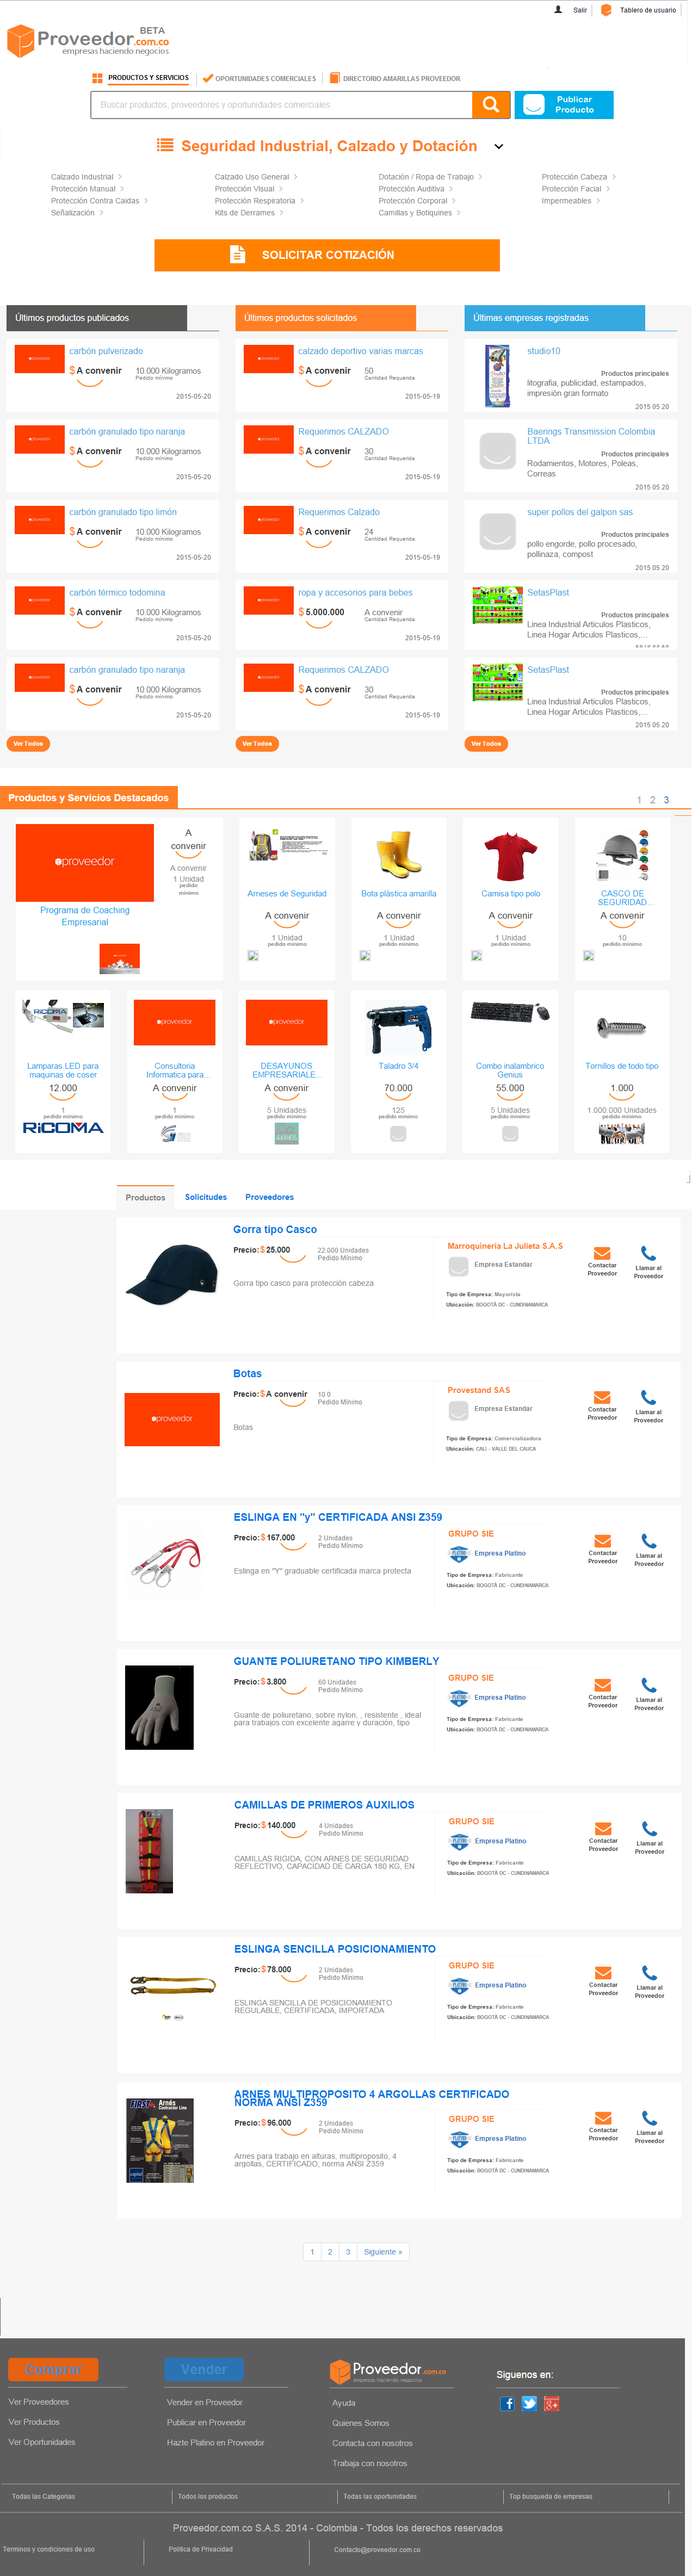 Salir
Tablero de usuario
Proveedor.com.co
BETA
empresas haciendo negocios
PRODUCTOS Y SERVICIOS
OPORTUNIDADES COMERCIALES
DIRECTORIO AMARILLAS PROVEEDOR
Buscar productos, proveedores y oportunidades comerciales
Publicar
Producto
Seguridad Industrial, Calzado y Dotación
Calzado Industrial >
Calzado Uso General >
Dotación / Ropa de Trabajo >
Protección Cabeza >
Protección Manual >
Protección Visual >
Protección Auditiva >
Protección Facial >
Protección Contra Caidas >
Protección Respiratoria >
Protección Corporal >
Impermeables >
Señalización >
Kits de Derrames >
Camillas y Botiquines >
SOLICITAR COTIZACIÓN
Últimos productos publicados
carbón pulverizado
$ A convenir
10.000 Kilogramos
Pedido mínimo
2015-05-20
carbón granulado tipo naranja
$ A convenir
10.000 Kilogramos
Pedido mínimo
2015-05-20
carbón granulado tipo limón
$ A convenir
10.000 Kilogramos
Pedido mínimo
2015-05-20
carbón térmico todomina
$ A convenir
10.000 Kilogramos
Pedido mínimo
2015-05-20
carbón granulado tipo naranja
$ A convenir
10.000 Kilogramos
Pedido mínimo
2015-05-20
Ver Todos
Últimos productos solicitados
calzado deportivo varias marcas
$ A convenir
50
Cantidad Requerida
2015-05-19
Requerimos CALZADO
$ A convenir
30
Cantidad Requerida
2015-05-19
Requerimos Calzado
$ A convenir
24
Cantidad Requerida
2015-05-19
ropa y accesorios para bebes
$ 5.000.000
A convenir
Cantidad Requerida
2015-05-19
Requerimos CALZADO
$ A convenir
30
Cantidad Requerida
2015-05-19
Ver Todos
Últimas empresas registradas
studio10
Productos principales
litografia, publicidad, estampados,
impresión gran formato
2015 05 20
Baerings Transmission Colombia
LTDA
Productos principales
Rodamientos, Motores, Poleas,
Correas
2015 05 20
super pollos del galpon sas
Productos principales
pollo engorde, pollo procesado,
pollinaza, compost
2015 05 20
SetasPlast
Productos principales
Linea Industrial Articulos Plasticos,
Linea Hogar Articulos Plasticos,...
SetasPlast
Productos principales
Linea Industrial Articulos Plasticos,
Linea Hogar Articulos Plasticos,...
2015 05 20
Ver Todos
Productos y Servicios Destacados
1 2 3
eproveedor
A
convenir
A convenir
1 Unidad
pedido
mínimo
Programa de Coaching
Empresarial
Arneses de Seguridad
A convenir
1 Unidad
pedido mínimo
Bota plástica amarilla
A convenir
1 Unidad
pedido mínimo
Camisa tipo polo
A convenir
1 Unidad
pedido mínimo
CASCO DE
SEGURIDAD...
A convenir
10
pedido mínimo
RICOMA
Lamparas LED para
maquinas de coser
12.000
1
pedido mínimo
RICOMA
eproveedor
Consultoria
Informatica para...
A convenir
1
pedido mínimo
eproveedor
DESAYUNOS
EMPRESARIALE...
A convenir
5 Unidades
pedido mínimo
Taladro 3/4
70.000
125
pedido mínimo
Combo inalambrico
Genius
55.000
5 Unidades
pedido mínimo
Tornillos de todo tipo
1.000
1.000.000 Unidades
pedido mínimo
Productos
Solicitudes
Proveedores
Gorra tipo Casco
Precio: $ 25.000
22.000 Unidades
Pedido Mínimo
Gorra tipo casco para protección cabeza
Marroquineria La Julieta S.A.S
Empresa Estandar
Tipo de Empresa: Mayorista
Ubicación: BOGOTÁ DC - CUNDINAMARCA
Contactar
Proveedor
Llamar al
Proveedor
eproveedor
Botas
Precio: $ A convenir
10 0
Pedido Mínimo
Botas
Provestand SAS
Empresa Estandar
Tipo de Empresa: Comercializadora
Ubicación: CALI - VALLE DEL CAUCA
Contactar
Proveedor
Llamar al
Proveedor
ESLINGA EN "y" CERTIFICADA ANSI Z359
Precio: $ 167.000
2 Unidades
Pedido Mínimo
Eslinga en "Y" graduable certificada marca protecta
GRUPO SIE
PLATINO
Empresa Platino
Tipo de Empresa: Fabricante
Ubicación: BOGOTÁ DC - CUNDINAMARCA
Contactar
Proveedor
Llamar al
Proveedor
GUANTE POLIURETANO TIPO KIMBERLY
Precio: $ 3.800
60 Unidades
Pedido Mínimo
Guante de poliuretano, sobre nylon, , resistente , ideal
para trabajos con excelente agarre y duración, tipo
GRUPO SIE
PLATINO
Empresa Platino
Tipo de Empresa: Fabricante
Ubicación: BOGOTÁ DC - CUNDINAMARCA
Contactar
Proveedor
Llamar al
Proveedor
CAMILLAS DE PRIMEROS AUXILIOS
Precio: $ 140.000
4 Unidades
Pedido Mínimo
CAMILLAS RIGIDA, CON ARNES DE SEGURIDAD
REFLECTIVO, CAPACIDAD DE CARGA 180 KG, EN
GRUPO SIE
PLATINO
Empresa Platino
Tipo de Empresa: Fabricante
Ubicación: BOGOTÁ DC - CUNDINAMARCA
Contactar
Proveedor
Llamar al
Proveedor
ESLINGA SENCILLA POSICIONAMIENTO
Precio: $ 78.000
2 Unidades
Pedido Mínimo
ESLINGA SENCILLA DE POSICIONAMIENTO
REGULABLE, CERTIFICADA, IMPORTADA
GRUPO SIE
PLATINO
Empresa Platino
Tipo de Empresa: Fabricante
Ubicación: BOGOTÁ DC - CUNDINAMARCA
Contactar
Proveedor
Llamar al
Proveedor
FIRST Arnés
Contractor Line
ARNES MULTIPROPOSITO 4 ARGOLLAS CERTIFICADO
NORMA ANSI Z359
Precio: $ 96.000
2 Unidades
Pedido Mínimo
Arnes para trabajo en alturas, multiproposito, 4
argollas, CERTIFICADO, norma ANSI Z359
GRUPO SIE
PLATINO
Empresa Platino
Tipo de Empresa: Fabricante
Ubicación: BOGOTÁ DC - CUNDINAMARCA
Contactar
Proveedor
Llamar al
Proveedor
1 2 3 Siguiente »
Comprar
Ver Proveedores
Ver Productos
Ver Oportunidades
Vender
Vender en Proveedor
Publicar en Proveedor
Hazte Platino en Proveedor
Proveedor.com.co
empresas haciendo negocios
Ayuda
Quienes Somos
Contacta con nosotros
Trabaja con nosotros
Siguenos en:
Todas las Categorias
Todos los productos
Todas las oportunidades
Top busqueda de empresas
Proveedor.com.co S.A.S. 2014 - Colombia - Todos los derechos reservados
Terminos y condiciones de uso
Política de Privacidad
Contacto@proveedor.com.co